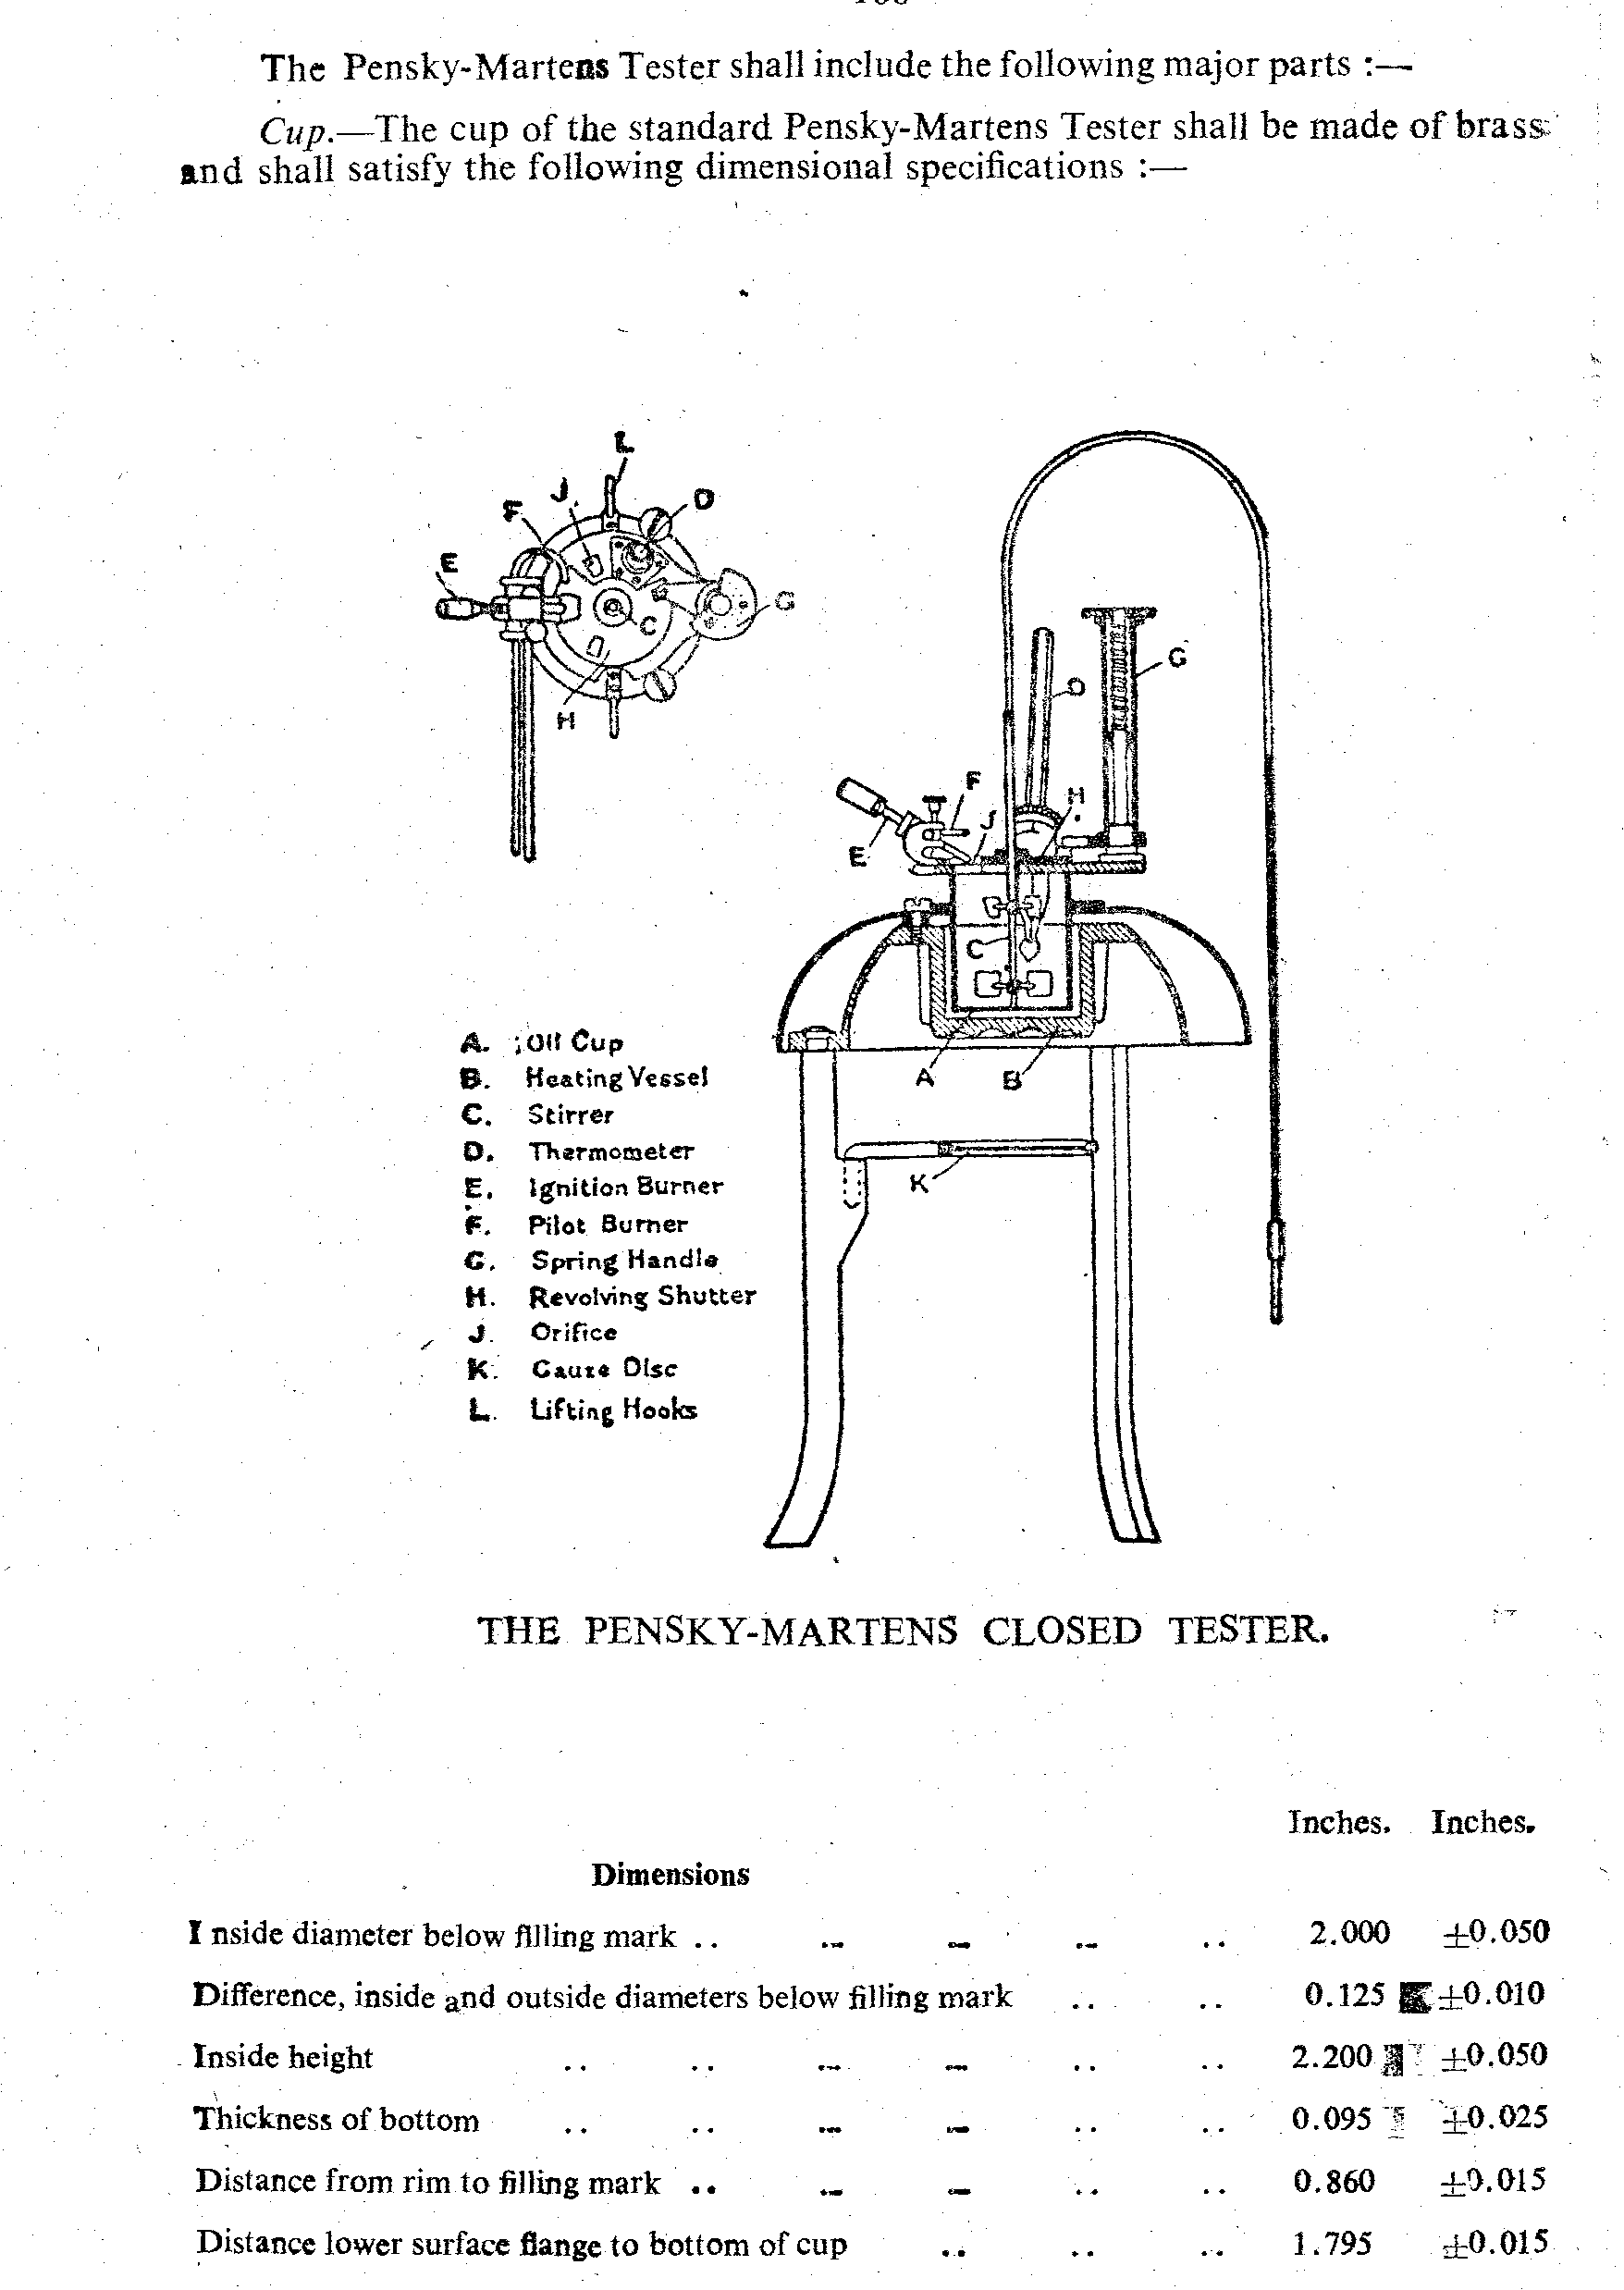 The Pensky-Martens Tester shall include the following major parts :—
Cup.—The cup of the standard Pensky-Martens Tester shall be made of brass
and shall satisfy the following dimensional specifications :—
L
J
D
F
E
G
C
H
G
D
F
H
J
E
C
A
B
K
A. Oil Cup
B. Heating Vessel
C. Stirrer
D. Thermometer
E. Ignition Burner
F. Pilot Burner
G. Spring Handle
H. Revolving Shutter
J. Orifice
K. Gauze Disc
L. Lifting Hooks
THE PENSKY-MARTENS CLOSED TESTER.
Inches. Inches.
Dimensions
I nside diameter below filling mark .. .. .. .. .. 2.000 ±0.050
Difference, inside and outside diameters below filling mark .. .. 0.125 ±0.010
Inside height .. .. .. .. .. .. 2.200 ±0.050
Thickness of bottom .. .. .. .. .. .. 0.095 ±0.025
Distance from rim to filling mark .. .. .. .. .. 0.860 ±0.015
Distance lower surface flange to bottom of cup .. .. .. 1.795 ±0.015